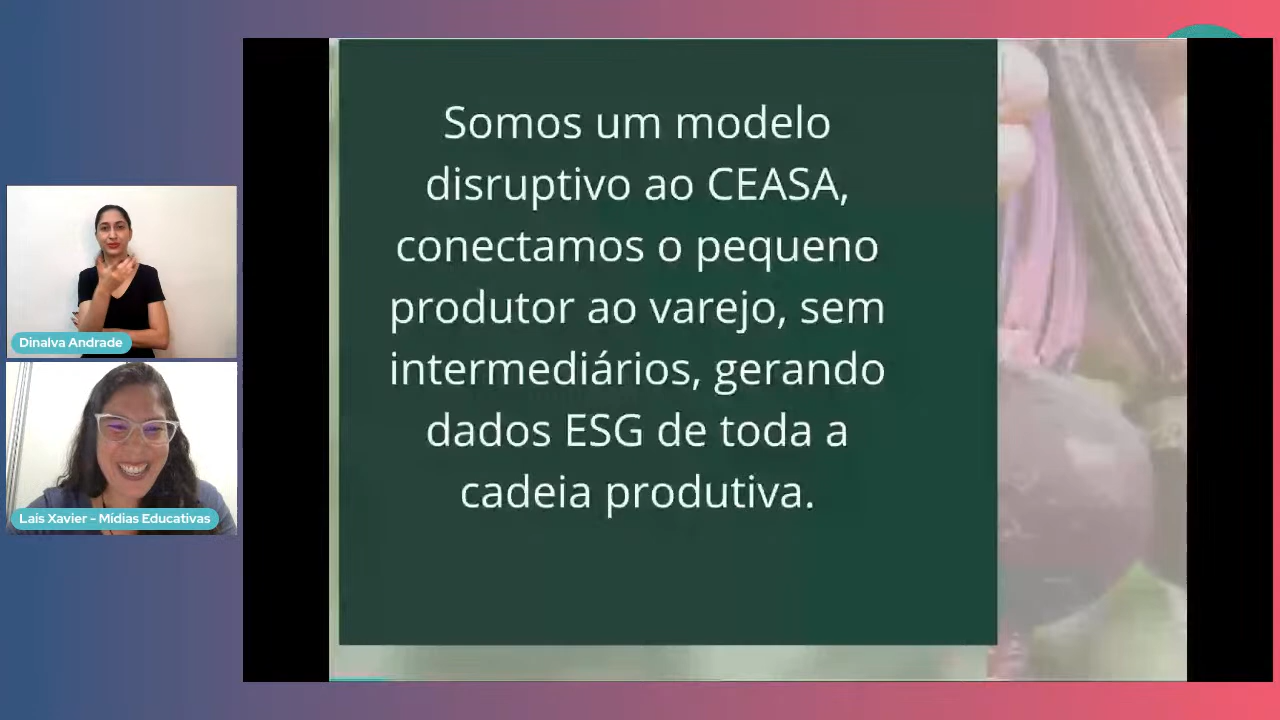 Somos um modelo
disruptivo ao CEASA,
conectamos o pequeno
produtor ao varejo, sem
intermediários, gerando
dados ESG de toda a
cadeia produtiva.
Dinalva Andrade
Laís Xavier - Mídias Educativas